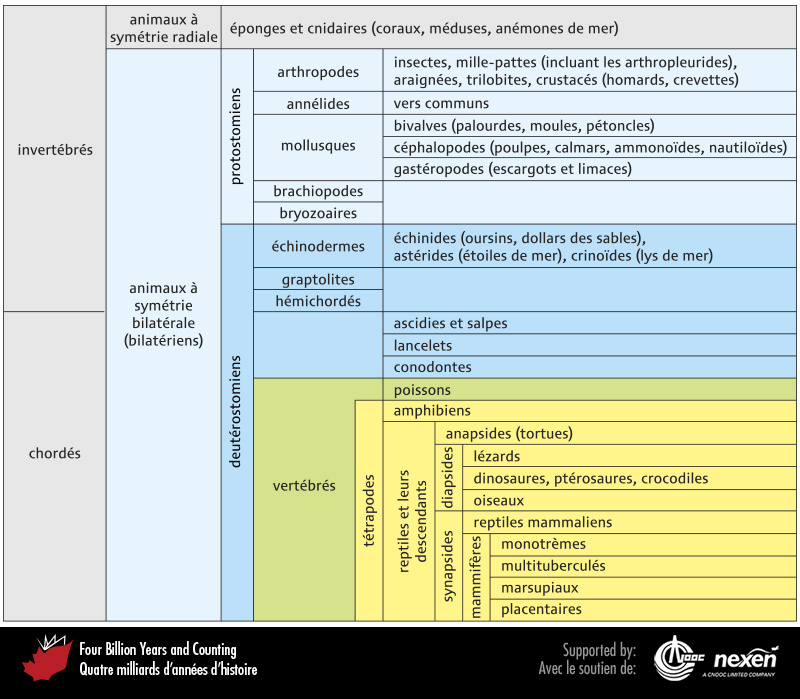 animaux à
symétrie radiale
éponges et cnidaires (coraux, méduses, anémones de mer)
invertébrés
animaux à
symétrie
bilatérale
(bilatériens)
protostomiens
arthropodes
insectes, mille-pattes (incluant les arthropleurides),
araignées, trilobites, crustacés (homards, crevettes)
annélides
vers communs
mollusques
bivalves (palourdes, moules, pétoncles)
céphalopodes (poulpes, calmars, ammonoïdes, nautiloïdes)
gastéropodes (escargots et limaces)
brachiopodes
bryozoaires
deutérostomiens
échinodermes
échinides (oursins, dollars des sables),
astérides (étoiles de mer), crinoïdes (lys de mer)
graptolites
hémichordés
chordés
ascidies et salpes
lancelets
conodontes
vertébrés
poissons
tétrapodes
amphibiens
reptiles et leurs
descendants
anapsides (tortues)
diapsides
lézards
dinosaures, ptérosaures, crocodiles
oiseaux
synapsides
reptiles mammaliens
mammifères
monotrèmes
multituberculés
marsupiaux
placentaires
Four Billion Years and Counting
Quatre milliards d'années d'histoire
Supported by:
Avec le soutien de:
cnooc
nexen
A CNOOC LIMITED COMPANY